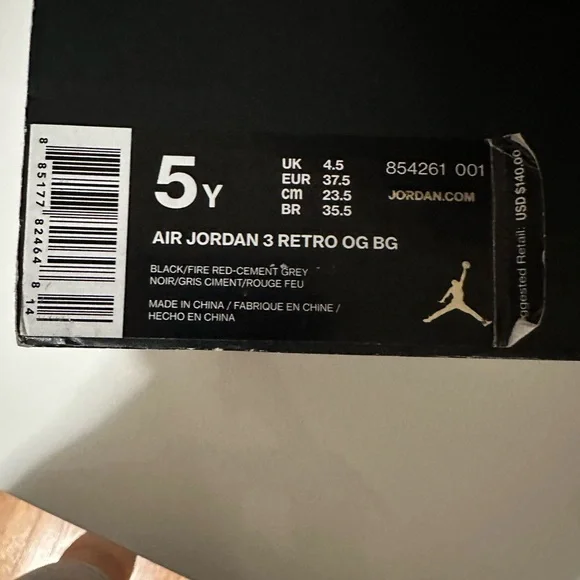 8 85177 82464 8 14
5Y
UK 4.5
EUR 37.5
cm 23.5
BR 35.5
854261 001
JORDAN.COM
AIR JORDAN 3 RETRO OG BG
BLACK/FIRE RED-CEMENT GREY
NOIR/GRIS CIMENT/ROUGE FEU
MADE IN CHINA / FABRIQUE EN CHINE /
HECHO EN CHINA
ggested Retail: USD $140.00